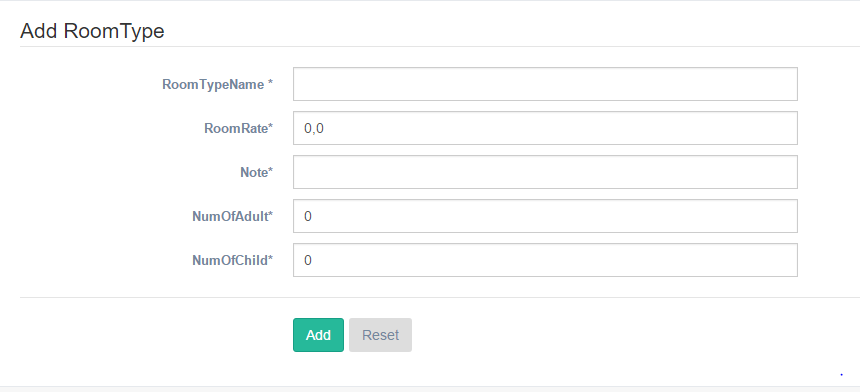 Add RoomType
RoomTypeName *
RoomRate* 0,0
Note*
NumOfAdult* 0
NumOfChild* 0
Add Reset
.